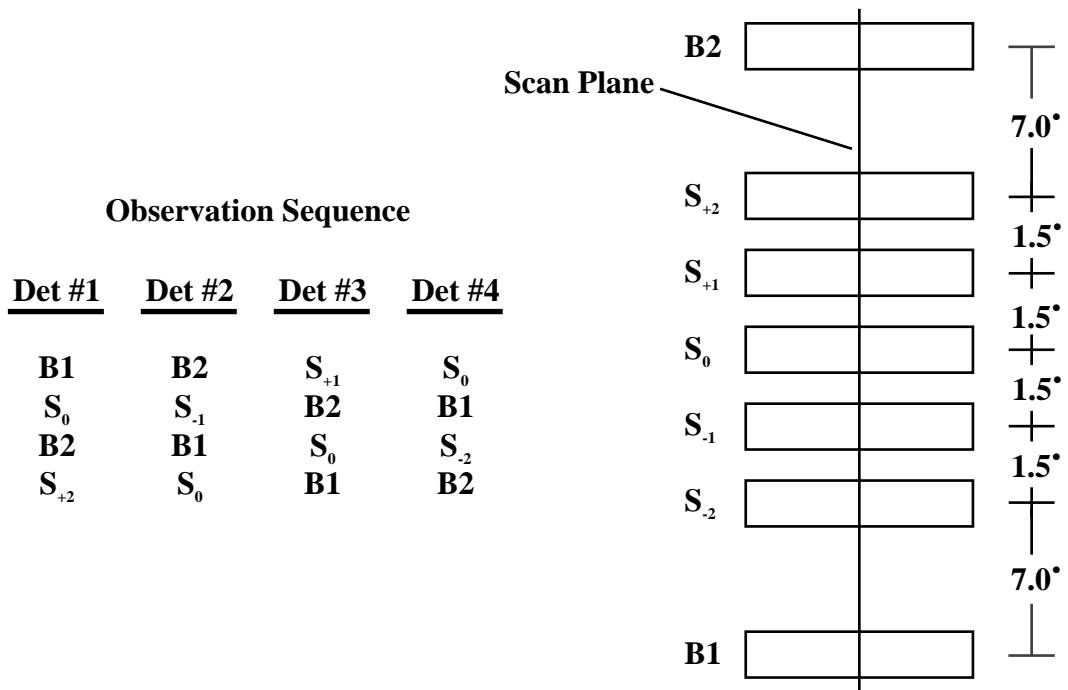 B2
Scan Plane
7.0°
S+2
Observation Sequence
1.5°
Det #1 Det #2 Det #3 Det #4
S+1
1.5°
B1 B2 S+1 S0
S0
S0 S-1 B2 B1
1.5°
B2 B1 S0 S-2
S-1
S+2 S0 B1 B2
1.5°
S-2
7.0°
B1